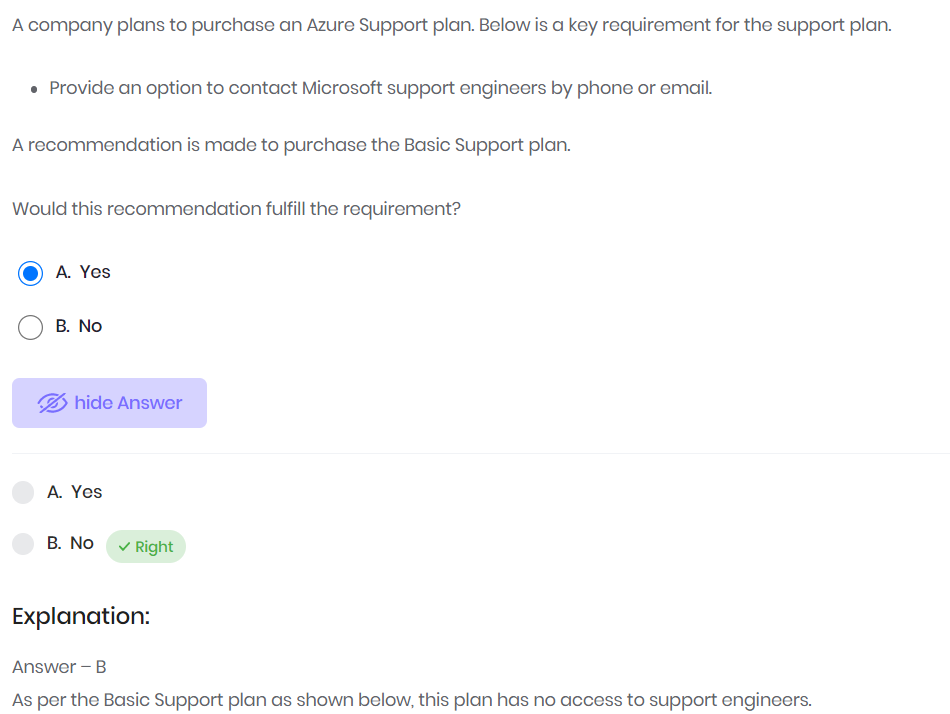 A company plans to purchase an Azure Support plan. Below is a key requirement for the support plan.
• Provide an option to contact Microsoft support engineers by phone or email.
A recommendation is made to purchase the Basic Support plan.
Would this recommendation fulfill the requirement?
A. Yes
B. No
hide Answer
A. Yes
B. No ✓ Right
Explanation:
Answer – B
As per the Basic Support plan as shown below, this plan has no access to support engineers.